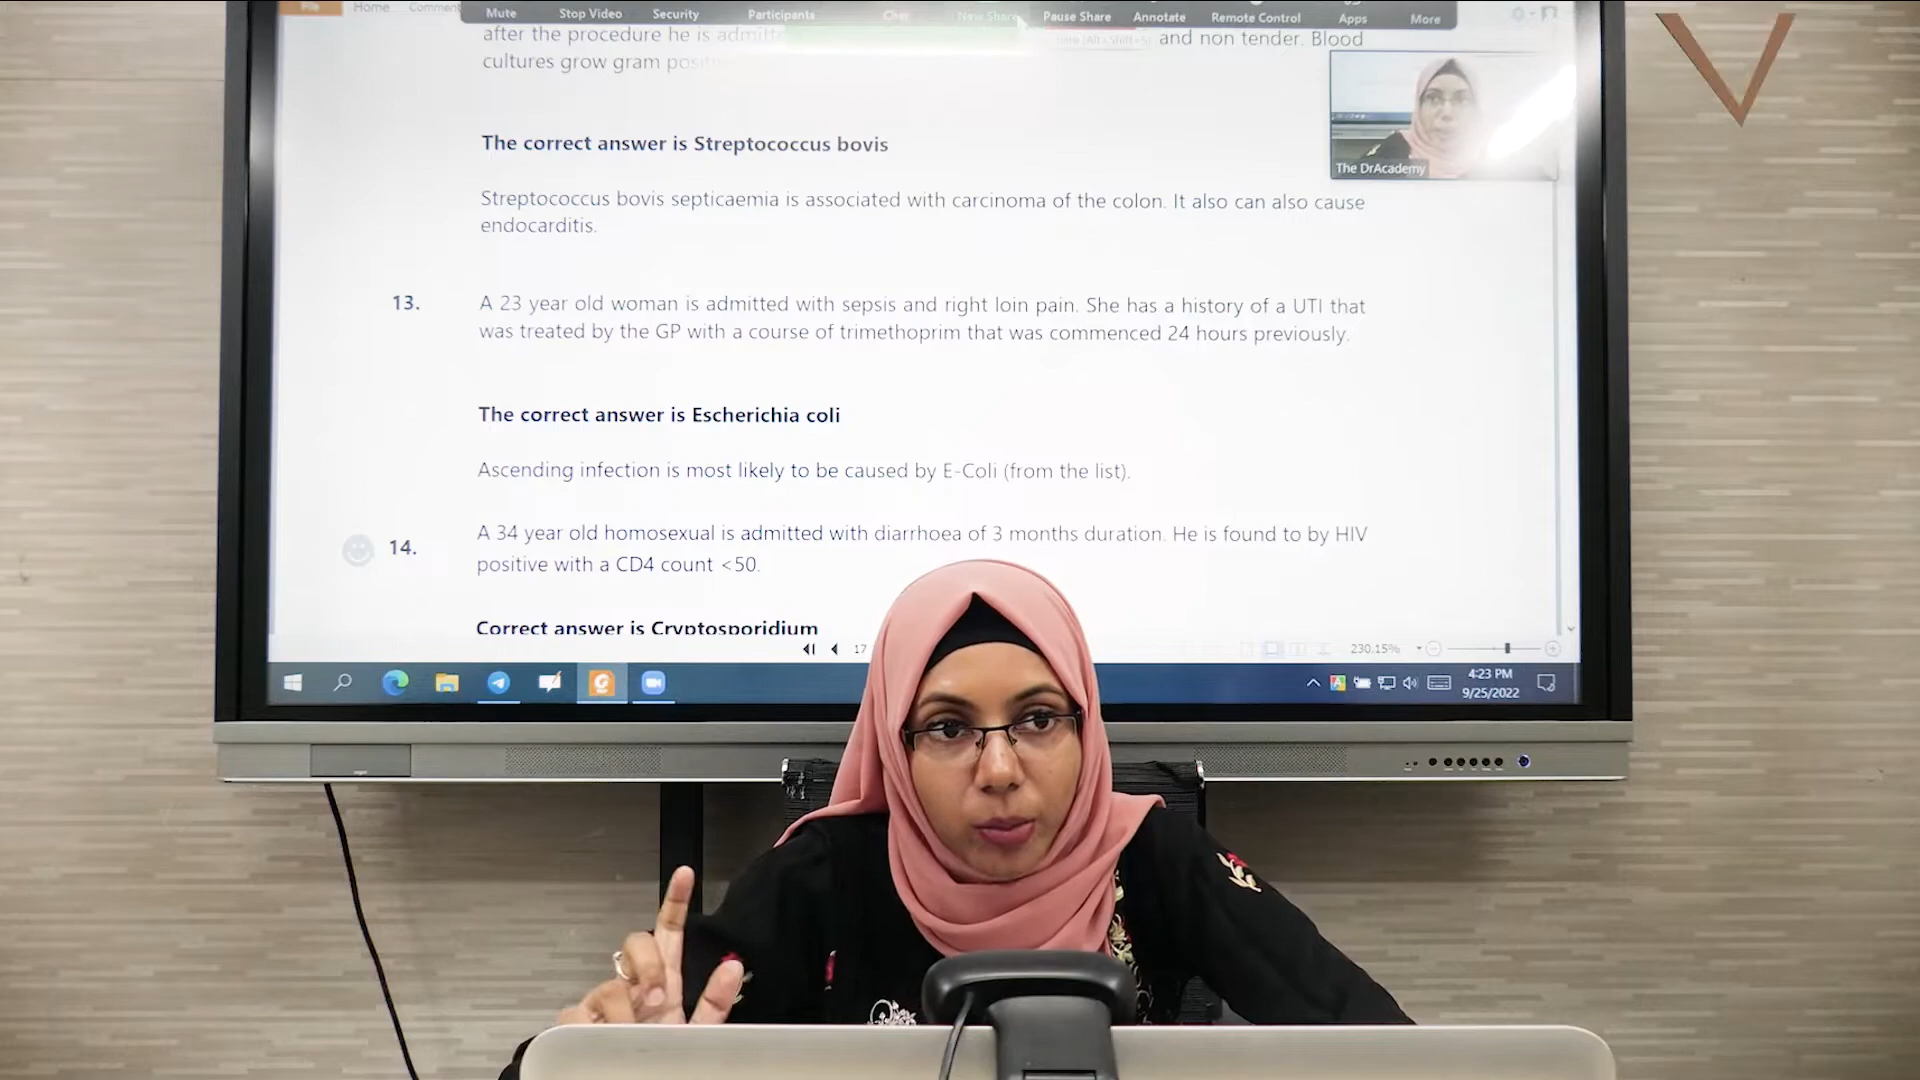 File Home Comment
Mute Stop Video Security Participants Chat New Share Pause Share Annotate Remote Control Apps More
after the procedure he is and non tender. Blood
cultures grow gram
The DrAcademy
The correct answer is Streptococcus bovis
Streptococcus bovis septicaemia is associated with carcinoma of the colon. It also can also cause
endocarditis.
13. A 23 year old woman is admitted with sepsis and right loin pain. She has a history of a UTI that
was treated by the GP with a course of trimethoprim that was commenced 24 hours previously.
The correct answer is Escherichia coli
Ascending infection is most likely to be caused by E-Coli (from the list).
14. A 34 year old homosexual is admitted with diarrhoea of 3 months duration. He is found to by HIV
positive with a CD4 count <50.
Correct answer is Cryptosporidium
17
230.15%
4:23 PM
9/25/2022